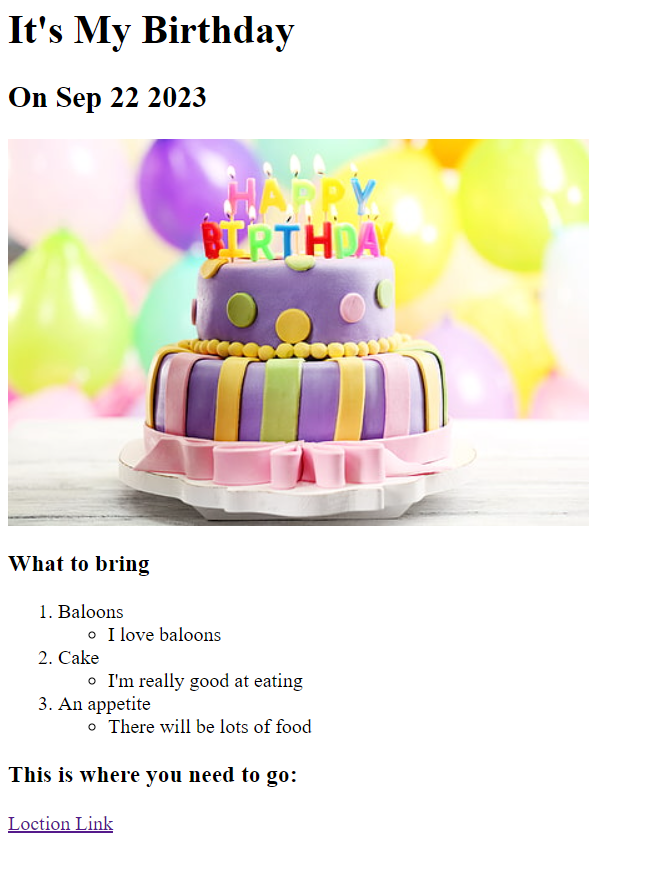 It's My Birthday
On Sep 22 2023
HAPPY
BIRTHDAY
What to bring
1. Baloons
I love baloons
2. Cake
I'm really good at eating
3. An appetite
There will be lots of food
This is where you need to go:
Loction Link